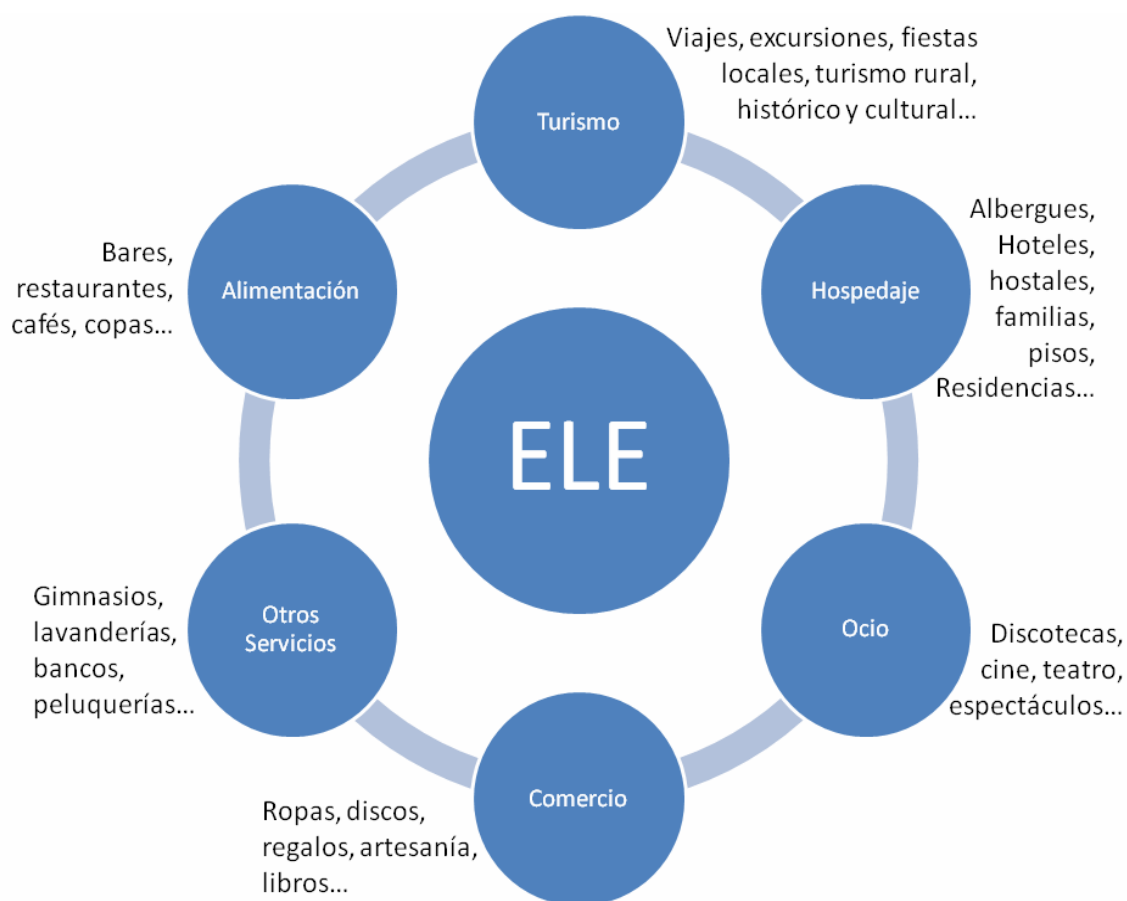 Turismo
Viajes, excursiones, fiestas
locales, turismo rural,
histórico y cultural...
Hospedaje
Albergues,
Hoteles,
hostales,
familias,
pisos,
Residencias...
Ocio
Discotecas,
cine, teatro,
espectáculos...
Comercio
Ropas, discos,
regalos, artesanía,
libros...
Otros
Servicios
Gimnasios,
lavanderías,
bancos,
peluquerías...
Alimentación
Bares,
restaurantes,
cafés, copas...
ELE